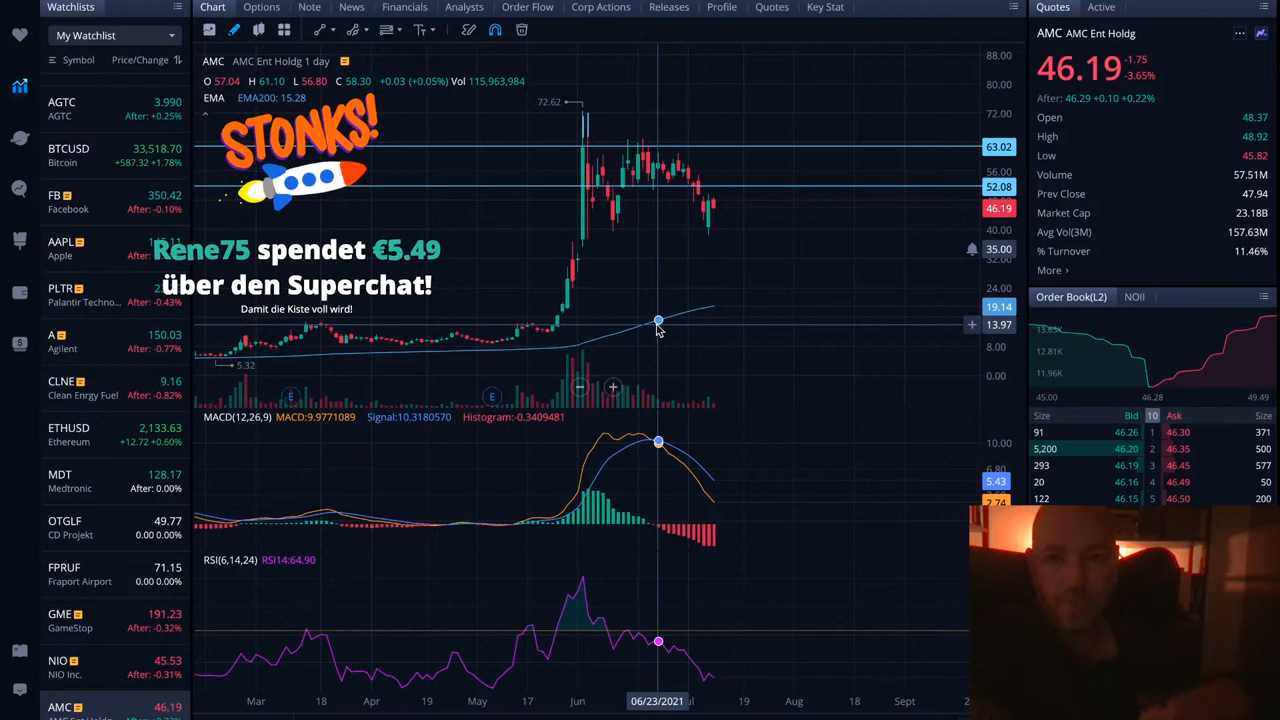 Watchlists
Chart
Options
Note
News
Financials
Analysts
Order Flow
Corp Actions
Releases
Profile
Quotes
Key Stat
Quotes
Active
My Watchlist
Symbol Price/Change
AGTC 3.990
AGTC After: +0.25%
BTCUSD 33,518.70
Bitcoin +587.32 +1.78%
FB 350.42
Facebook After: -0.10%
AAPL
Apple After:
PLTR
Palantir Techno... -0.43%
A 150.03
Agilent After: -0.77%
CLNE 9.16
Clean Enrgy Fuel After: -0.82%
ETHUSD 2,133.63
Ethereum +12.72 +0.60%
MDT 128.17
Medtronic After: 0.00%
OTGLF 49.77
CD Projekt 0.00 0.00%
FPRUF 71.15
Fraport Airport 0.00 0.00%
GME 191.23
GameStop After: -0.32%
NIO 45.53
NIO Inc. After: -0.31%
AMC 46.19
AMC AMC Ent Holdg 1 day
O 57.04 H 61.10 L 56.80 C 58.30 +0.03 (+0.05%) Vol 115,963,984
EMA EMA200: 15.28
STONKS!
Rene75 spendet €5.49
über den Superchat!
Damit die Kiste voll wird!
72.62
5.32
E
E
88.00
80.00
72.00
63.02
56.00
52.08
46.19
40.00
35.00
32.00
24.00
19.14
13.97
8.00
0.00
MACD(12,26,9) MACD:9.9771089 Signal:10.3180570 Histogram:-0.3409481
10.00
6.80
5.43
2.74
RSI(6,14,24) RSI14:64.90
Mar
18
Apr
19
May
17
Jun
06/23/2021
19
Aug
18
Sept
AMC AMC Ent Holdg
46.19 -1.75
-3.65%
After: 46.29 +0.10 +0.22%
Open 48.37
High 48.92
Low 45.82
Volume 57.51M
Prev Close 47.94
Market Cap 23.18B
Avg Vol(3M) 157.63M
% Turnover 11.46%
More
Order Book(L2) NOII
13.65K
12.81K
11.96K
45.00 46.28 49.49
Size Bid 10 Ask Size
91 46.26 1 46.30 371
5,200 46.20 2 46.35 500
293 46.19 3 46.45 577
20 46.16 4 46.49 50
122 46.15 5 46.50 200